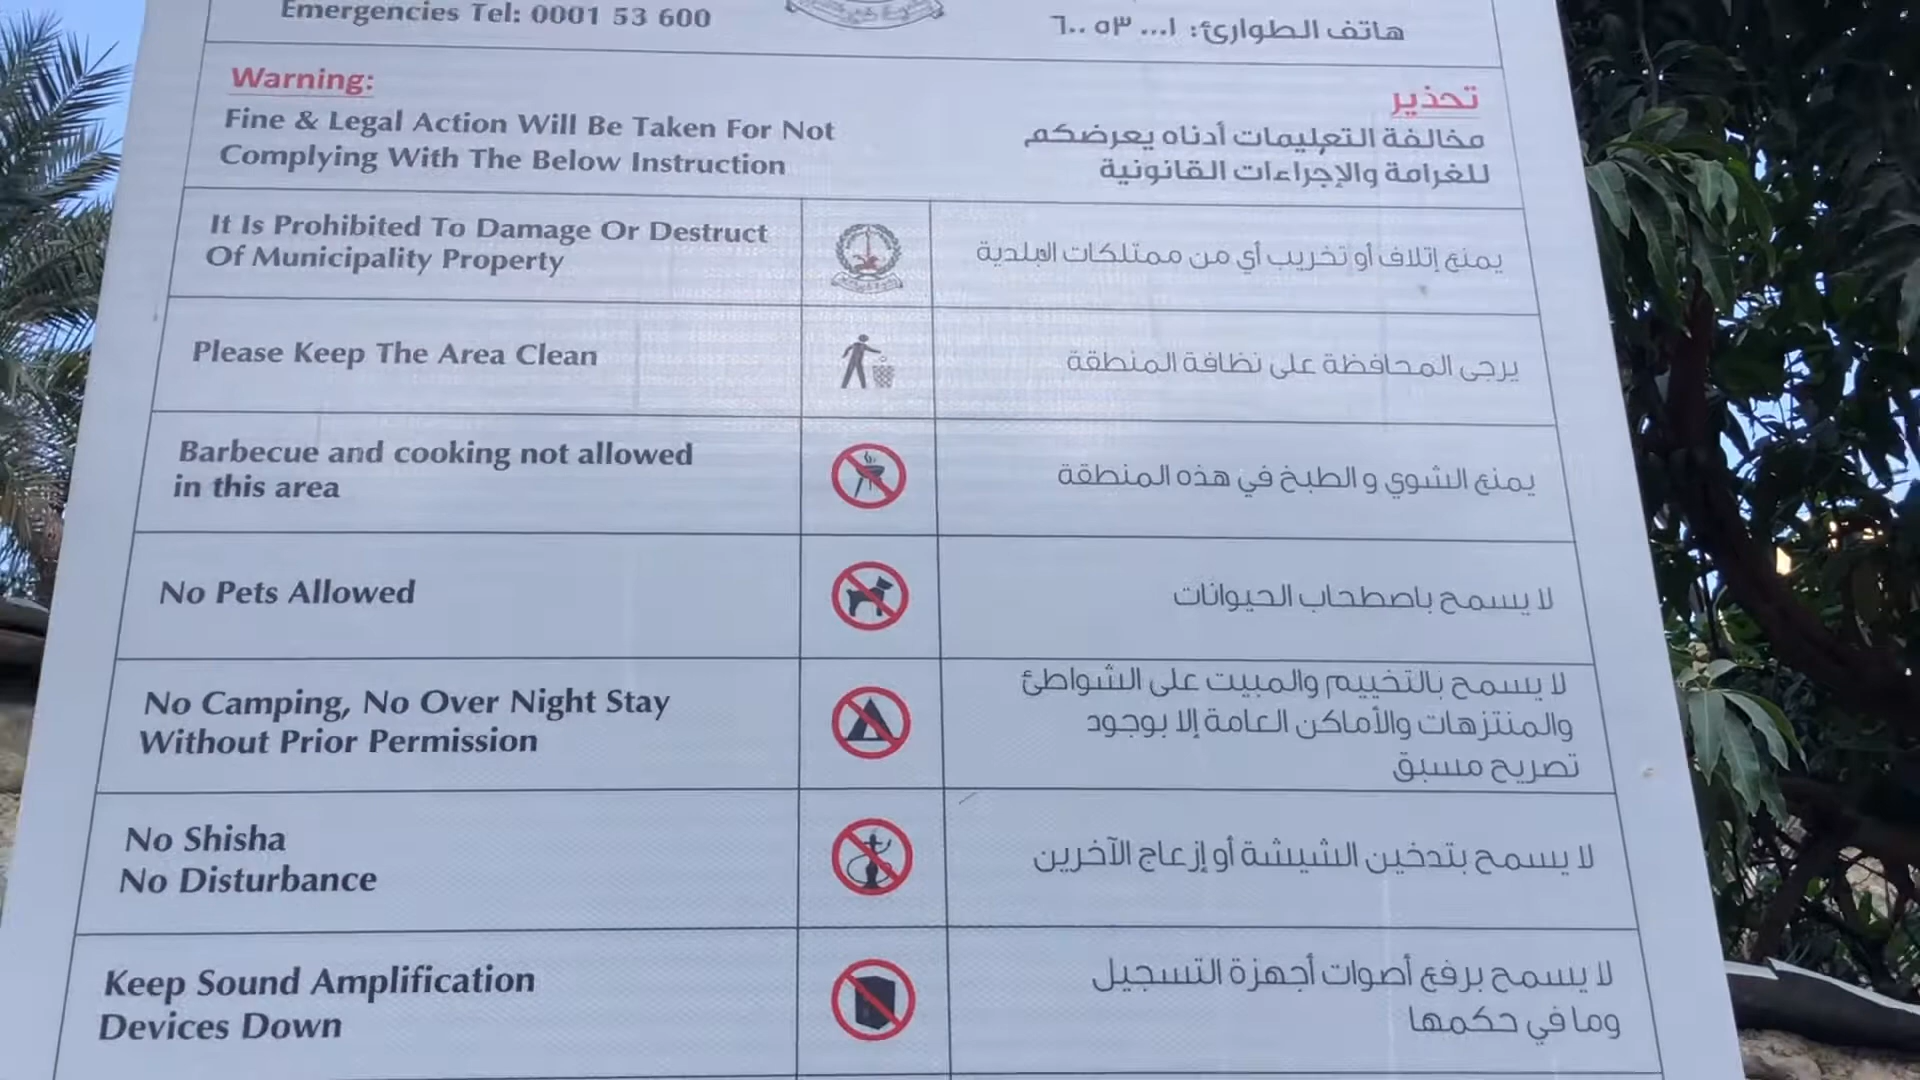 Emergencies Tel: 0001 53 600
هاتف الطوارئ: ٦٠٠ ٥٣ ٠٠٠١
Warning:
Fine & Legal Action Will Be Taken For Not
Complying With The Below Instruction
تحذير
مخالفة التعليمات أدناه يعرضكم
للغرامة والإجراءات القانونية
It Is Prohibited To Damage Or Destruct
Of Municipality Property
يمنع إتلاف أو تخريب أي من ممتلكات البلدية
Please Keep The Area Clean
يرجى المحافظة على نظافة المنطقة
Barbecue and cooking not allowed
in this area
يمنع الشوي و الطبخ في هذه المنطقة
No Pets Allowed
لا يسمح باصطحاب الحيوانات
No Camping, No Over Night Stay
Without Prior Permission
لا يسمح بالتخييم والمبيت على الشواطئ
والمنتزهات والأماكن العامة إلا بوجود
تصريح مسبق
No Shisha
No Disturbance
لا يسمح بتدخين الشيشة أو إزعاج الآخرين
Keep Sound Amplification
Devices Down
لا يسمح برفع أصوات أجهزة التسجيل
وما في حكمها